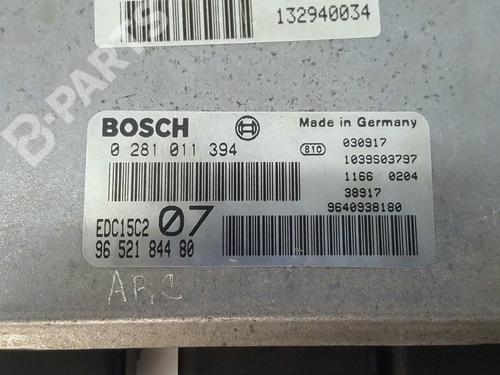 132940034
B-PARTS
BOSCH
Made in Germany
0 281 011 394
810
030917
1039S03797
1166 0204
38917
EDC15C2 07
9640938180
96 521 844 80